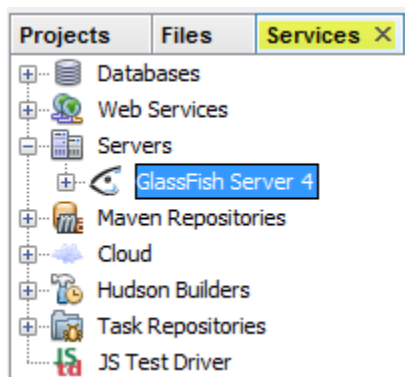 Projects Files Services ×
Databases
Web Services
Servers
GlassFish Server 4
Maven Repositories
Cloud
Hudson Builders
Task Repositories
JS Test Driver